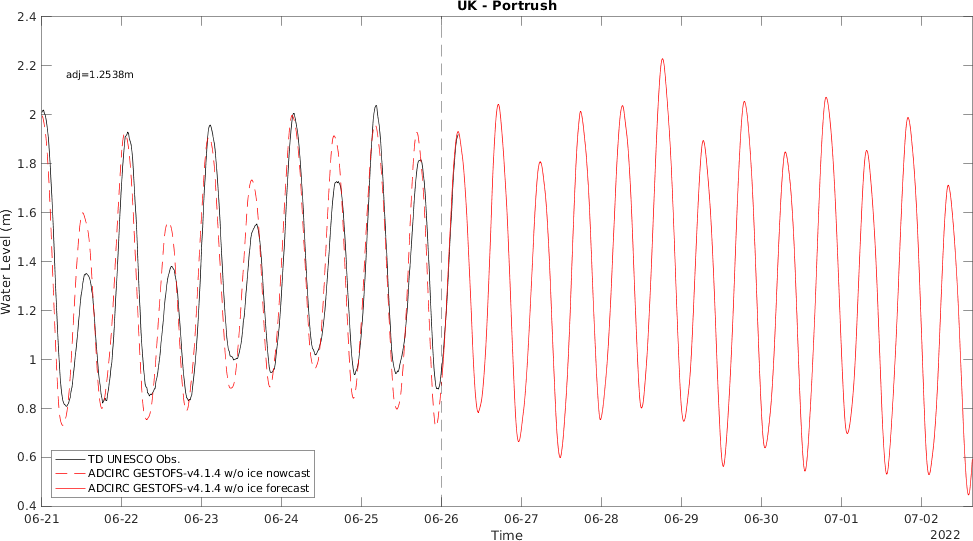 UK - Portrush
2.4
2.2
2
1.8
1.6
1.4
1.2
1
0.8
0.6
0.4
Water Level (m)
adj=1.2538m
TD UNESCO Obs.
ADCIRC GESTOFS-v4.1.4 w/o ice nowcast
ADCIRC GESTOFS-v4.1.4 w/o ice forecast
06-21 06-22 06-23 06-24 06-25 06-26 06-27 06-28 06-29 06-30 07-01 07-02
2022
Time